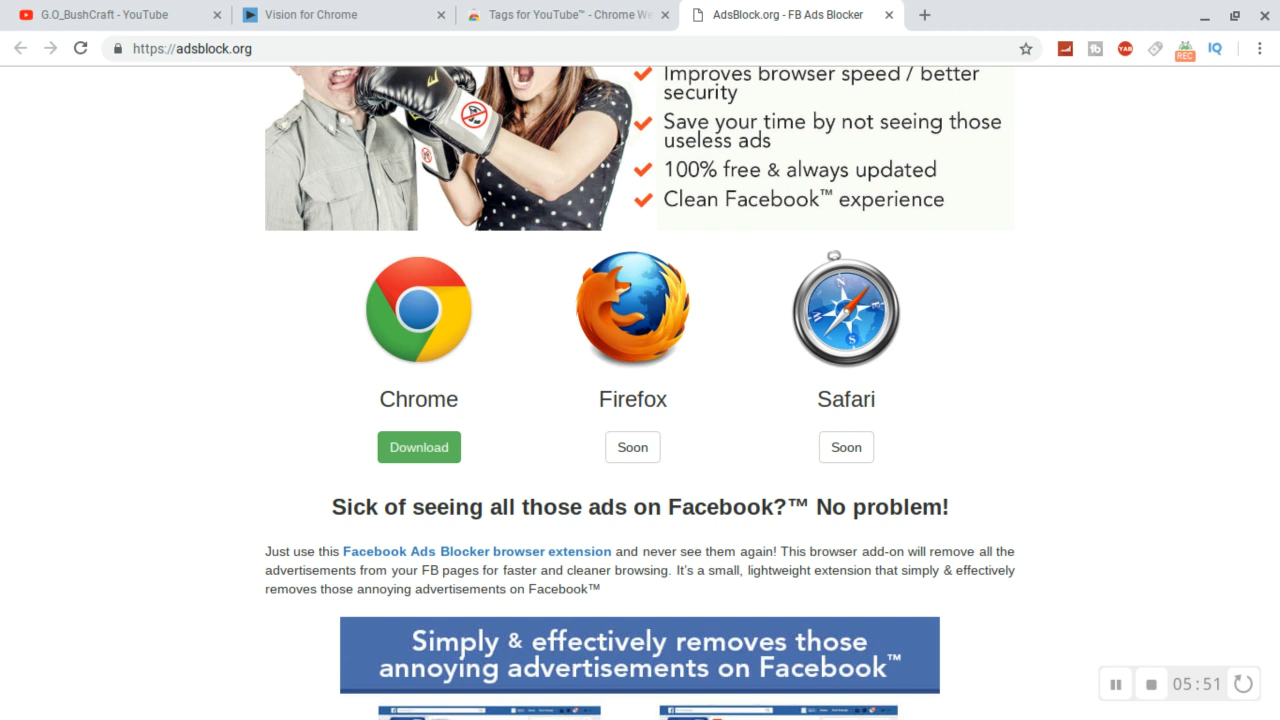 G.O_BushCraft - YouTube
Vision for Chrome
Tags for YouTube™ - Chrome We
AdsBlock.org - FB Ads Blocker
https://adsblock.org
YAB
REC
IQ
Improves browser speed / better
security
Save your time by not seeing those
useless ads
100% free & always updated
Clean Facebook™ experience
N
E
W
S
Chrome
Firefox
Safari
Download
Soon
Soon
Sick of seeing all those ads on Facebook?™ No problem!
Just use this Facebook Ads Blocker browser extension and never see them again! This browser add-on will remove all the
advertisements from your FB pages for faster and cleaner browsing. It's a small, lightweight extension that simply & effectively
removes those annoying advertisements on Facebook™
Simply & effectively removes those
annoying advertisements on Facebook™
05:51